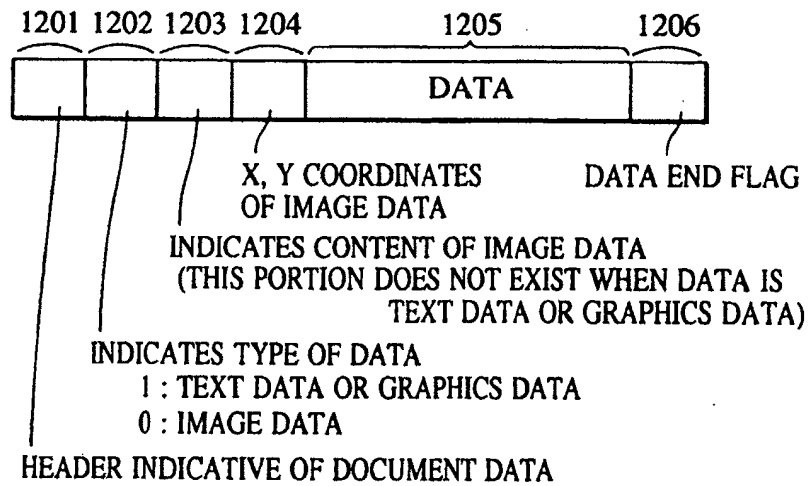 1201 1202 1203 1204 1205 1206
DATA
X, Y COORDINATES DATA END FLAG
OF IMAGE DATA
INDICATES CONTENT OF IMAGE DATA
(THIS PORTION DOES NOT EXIST WHEN DATA IS
TEXT DATA OR GRAPHICS DATA)
INDICATES TYPE OF DATA
1 : TEXT DATA OR GRAPHICS DATA
0 : IMAGE DATA
HEADER INDICATIVE OF DOCUMENT DATA